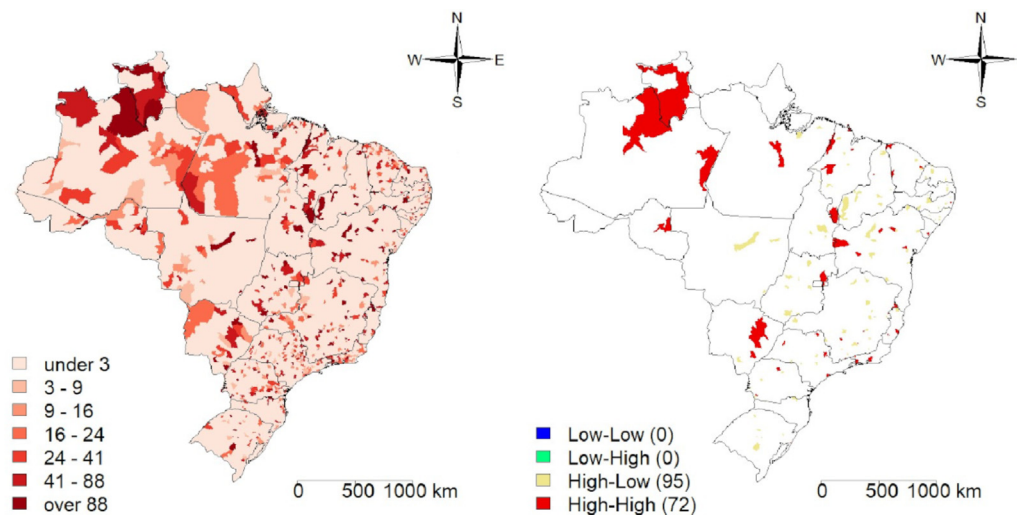 N
W E
S
under 3
3 - 9
9 - 16
16 - 24
24 - 41
41 - 88
over 88
0 500 1000 km
N
W
S
Low-Low (0)
Low-High (0)
High-Low (95)
High-High (72)
0 500 1000 km